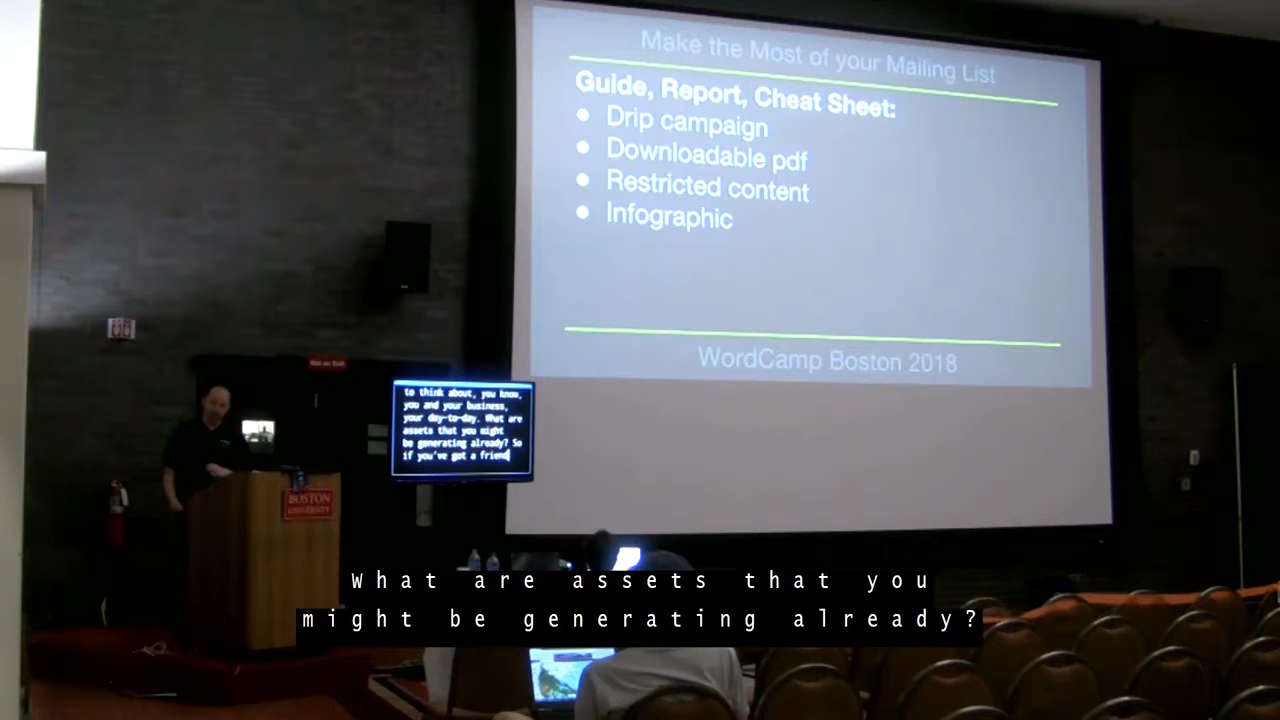 Make the Most of your Mailing List
Guide, Report, Cheat Sheet:
● Drip campaign
● Downloadable pdf
● Restricted content
● Infographic
WordCamp Boston 2018
Not an Exit
to think about, you know,
you and your business,
your day-to-day. What are
assets that you might
be generating already? So
if you've got a friend
BOSTON
UNIVERSITY
What are assets that you
might be generating already?